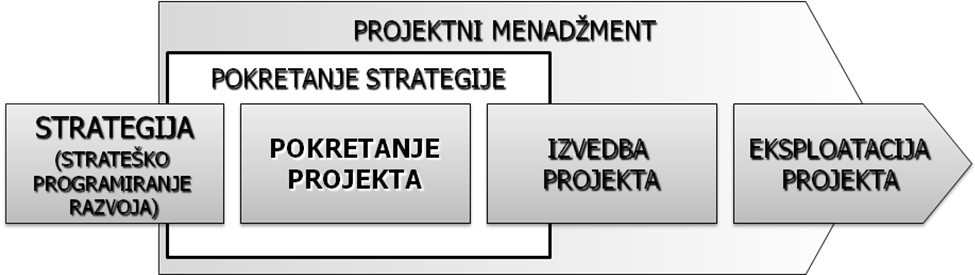 PROJEKTNI MENADŽMENT
POKRETANJE STRATEGIJE
STRATEGIJA
(STRATEŠKO
PROGRAMIRANJE
RAZVOJA)
POKRETANJE
PROJEKTA
IZVEDBA
PROJEKTA
EKSPLOATACIJA
PROJEKTA